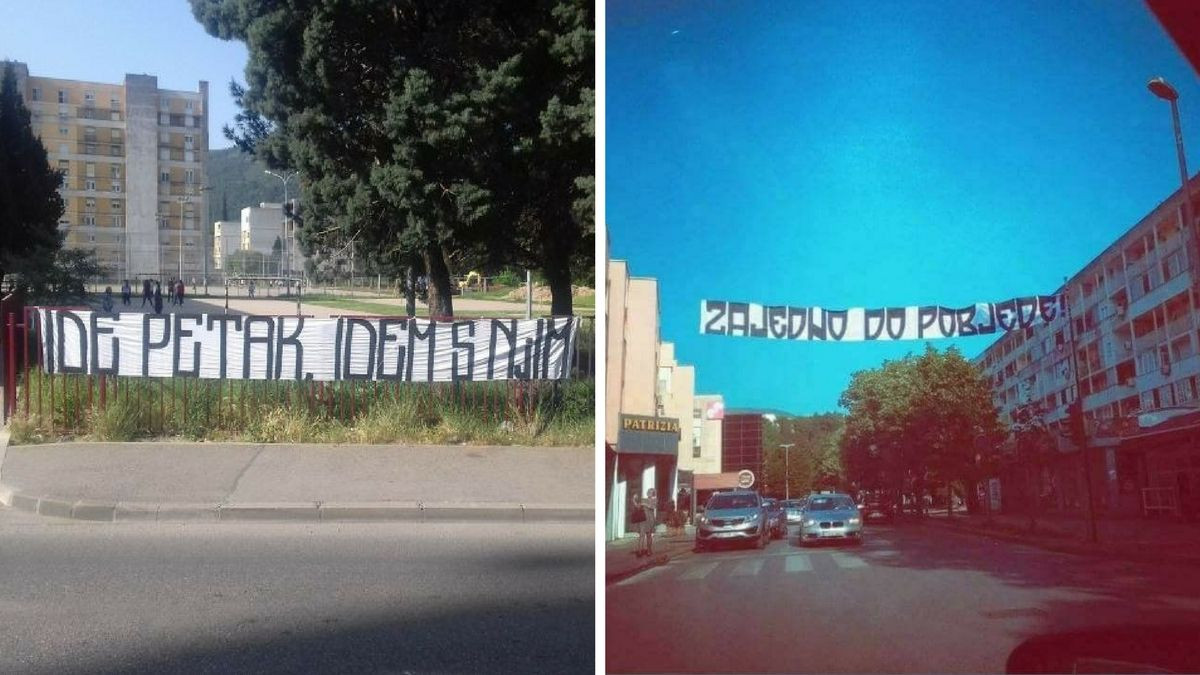 IDE PETAK, IDEM S NJIM
ZAJEDNO DO POBJEDE!
PATRIZIA